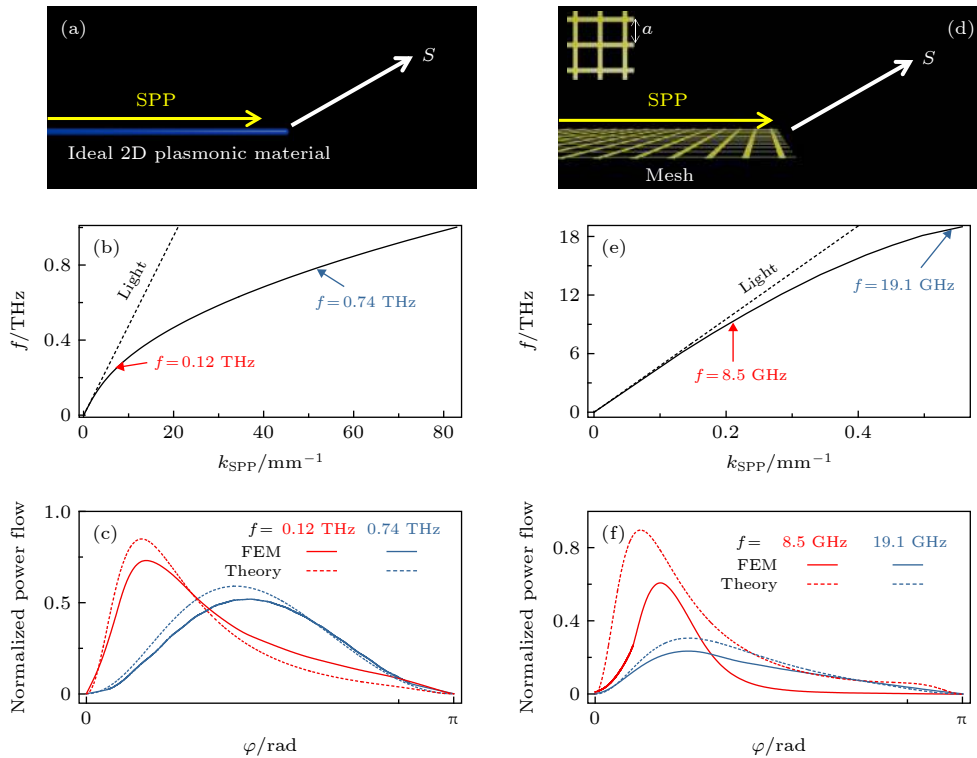 (a)
S
SPP
Ideal 2D plasmonic material
(d)
a
S
SPP
Mesh
(b)
Light
f=0.74 THz
f=0.12 THz
0.8
0.4
0
f/THz
0 20 40 60 80
kSPP/mm−1
(e)
Light
f=19.1 GHz
f=8.5 GHz
18
12
6
0
f/THz
0 0.2 0.4
kSPP/mm−1
(c)
f= 0.12 THz 0.74 THz
FEM
Theory
1.0
0.5
0
Normalized power flow
0 π
φ/rad
(f)
f= 8.5 GHz 19.1 GHz
FEM
Theory
0.8
0.4
0
Normalized power flow
0 π
φ/rad